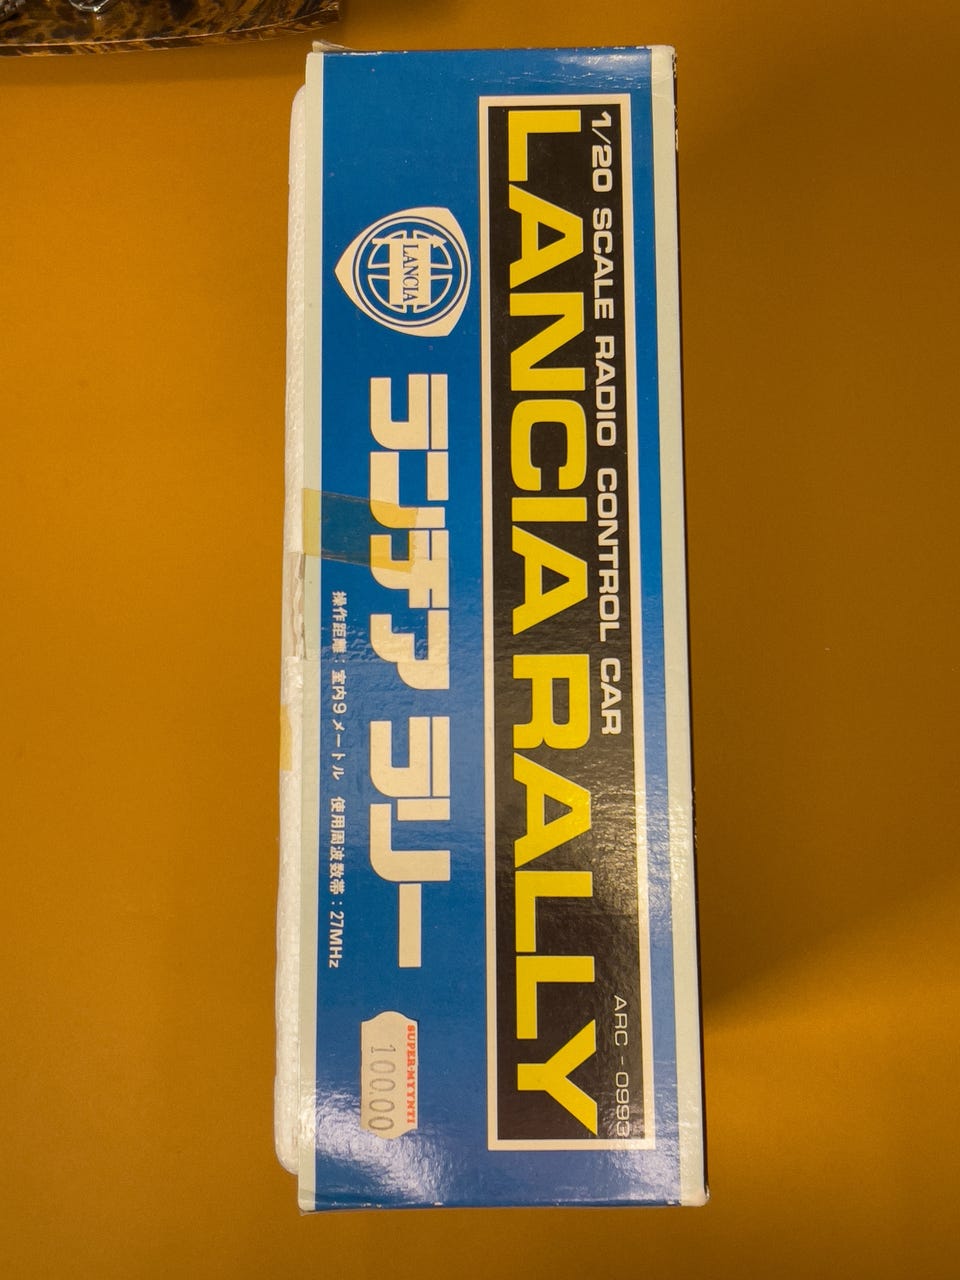 1/20 SCALE RADIO CONTROL CAR
ARC-0993
LANCIA RALLY
LANCIA
ランチア ラリー
操作距離：室内9メートル 使用周波数帯：27MHz
SUPER-MYYNTI
100.00